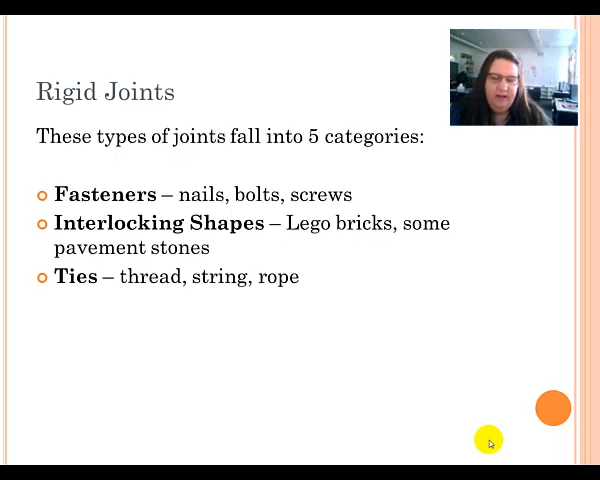 Rigid Joints
These types of joints fall into 5 categories:
Fasteners – nails, bolts, screws
Interlocking Shapes – Lego bricks, some
pavement stones
Ties – thread, string, rope